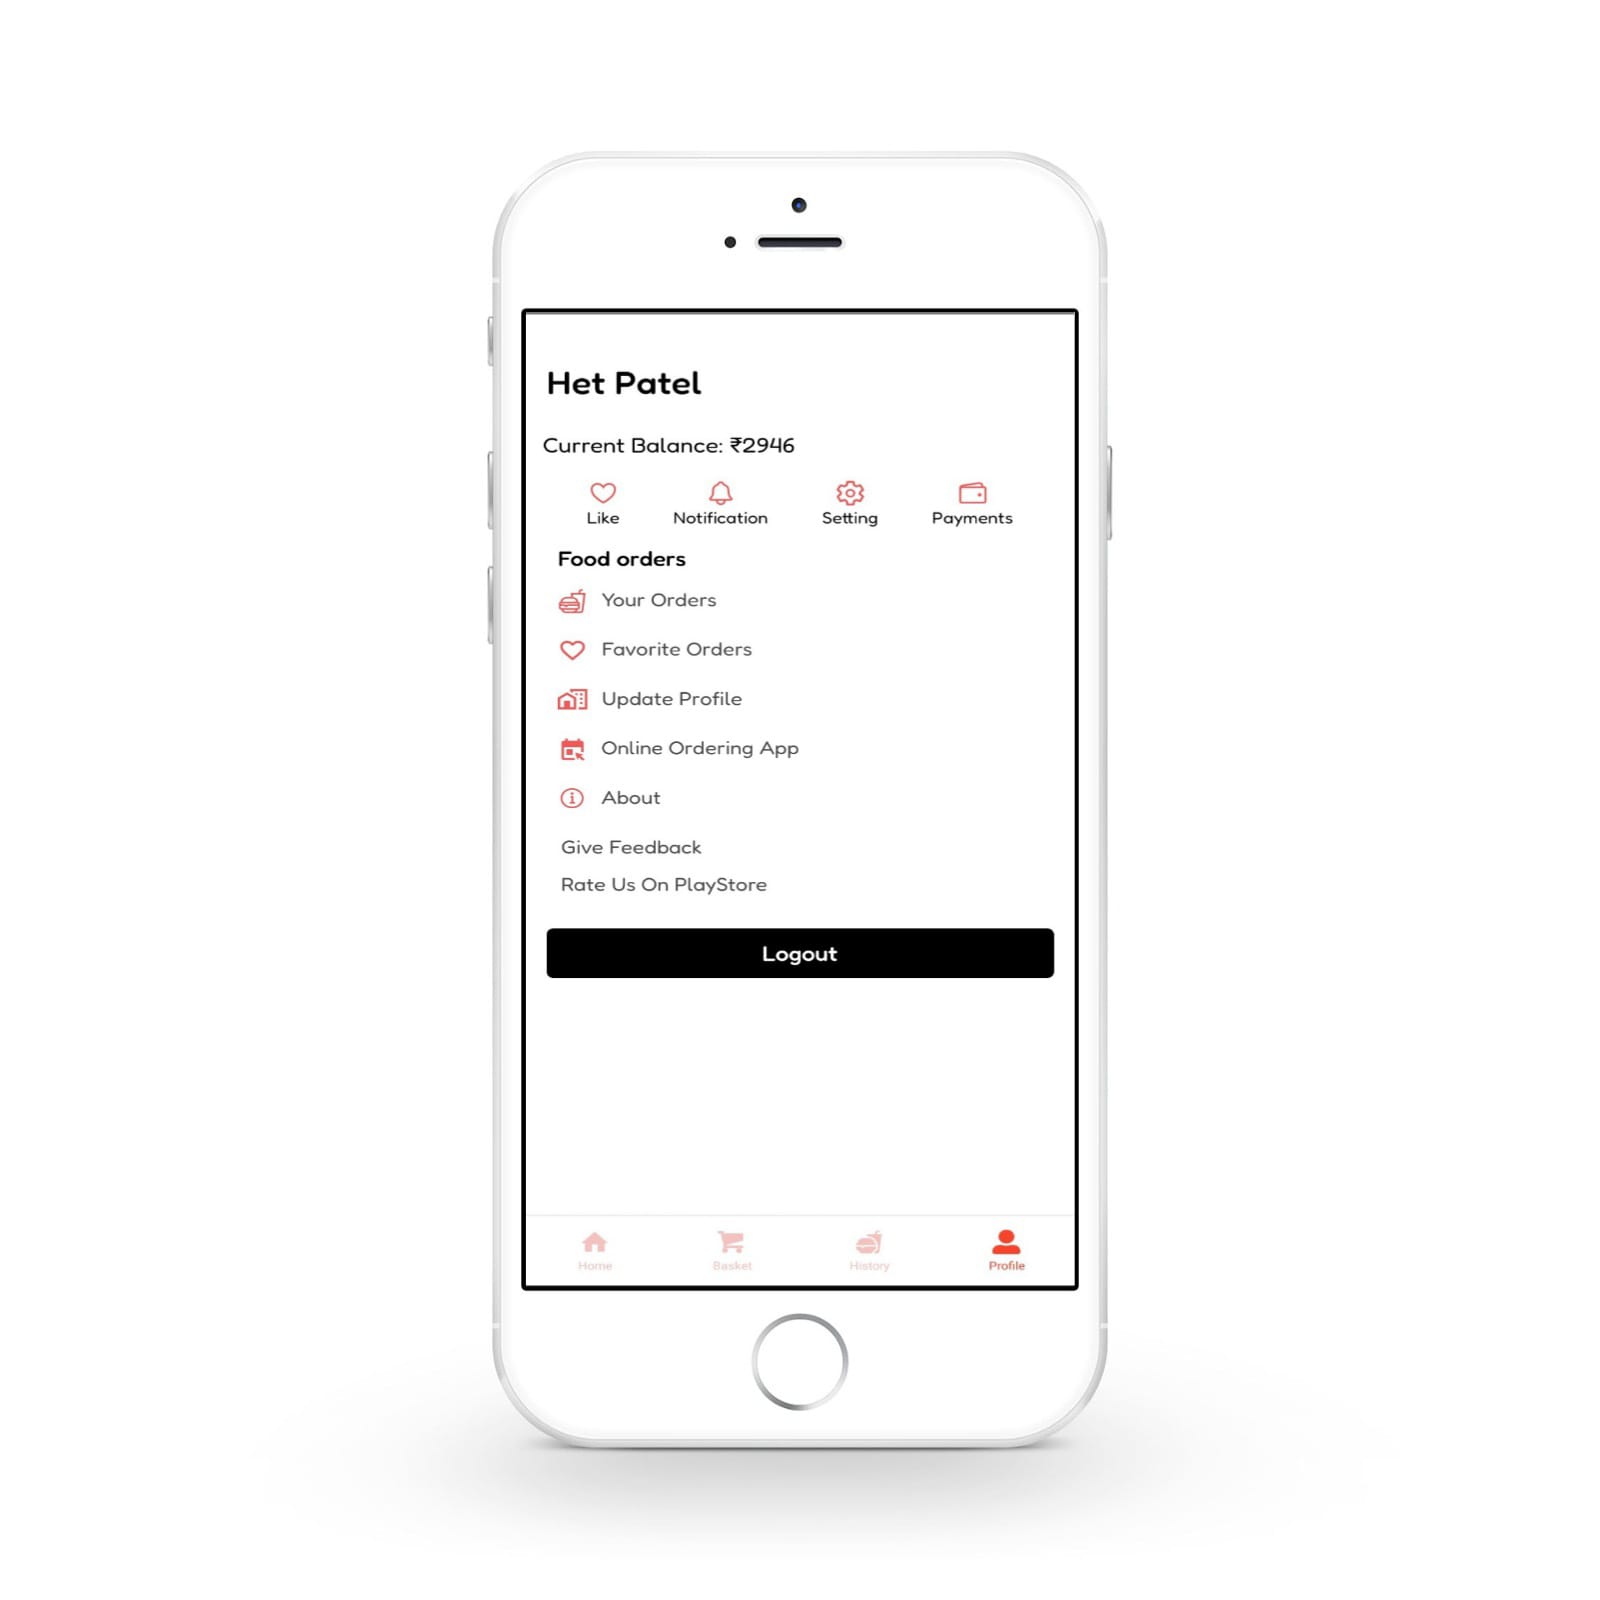 Het Patel
Current Balance: ₹2946
Like Notification Setting Payments
Food orders
Your Orders
Favorite Orders
Update Profile
Online Ordering App
About
Give Feedback
Rate Us On PlayStore
Logout
Home Basket History Profile